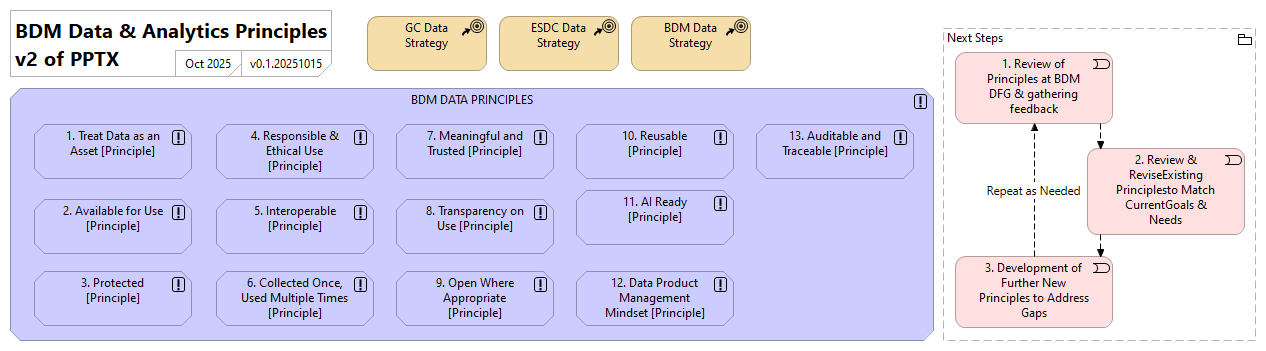 BDM Data & Analytics Principles
v2 of PPTX
Oct 2025
v0.1.20251015
GC Data
Strategy
ESDC Data
Strategy
BDM Data
Strategy
BDM DATA PRINCIPLES
1. Treat Data as an
Asset [Principle]
2. Available for Use
[Principle]
3. Protected
[Principle]
4. Responsible &
Ethical Use
[Principle]
5. Interoperable
[Principle]
6. Collected Once,
Used Multiple Times
[Principle]
7. Meaningful and
Trusted [Principle]
8. Transparency on
Use [Principle]
9. Open Where
Appropriate
[Principle]
10. Reusable
[Principle]
11. AI Ready
[Principle]
12. Data Product
Management
Mindset [Principle]
13. Auditable and
Traceable [Principle]
Next Steps
1. Review of
Principles at BDM
DFG & gathering
feedback
2. Review &
ReviseExisting
Principlesto Match
CurrentGoals &
Needs
Repeat as Needed
3. Development of
Further New
Principles to Address
Gaps